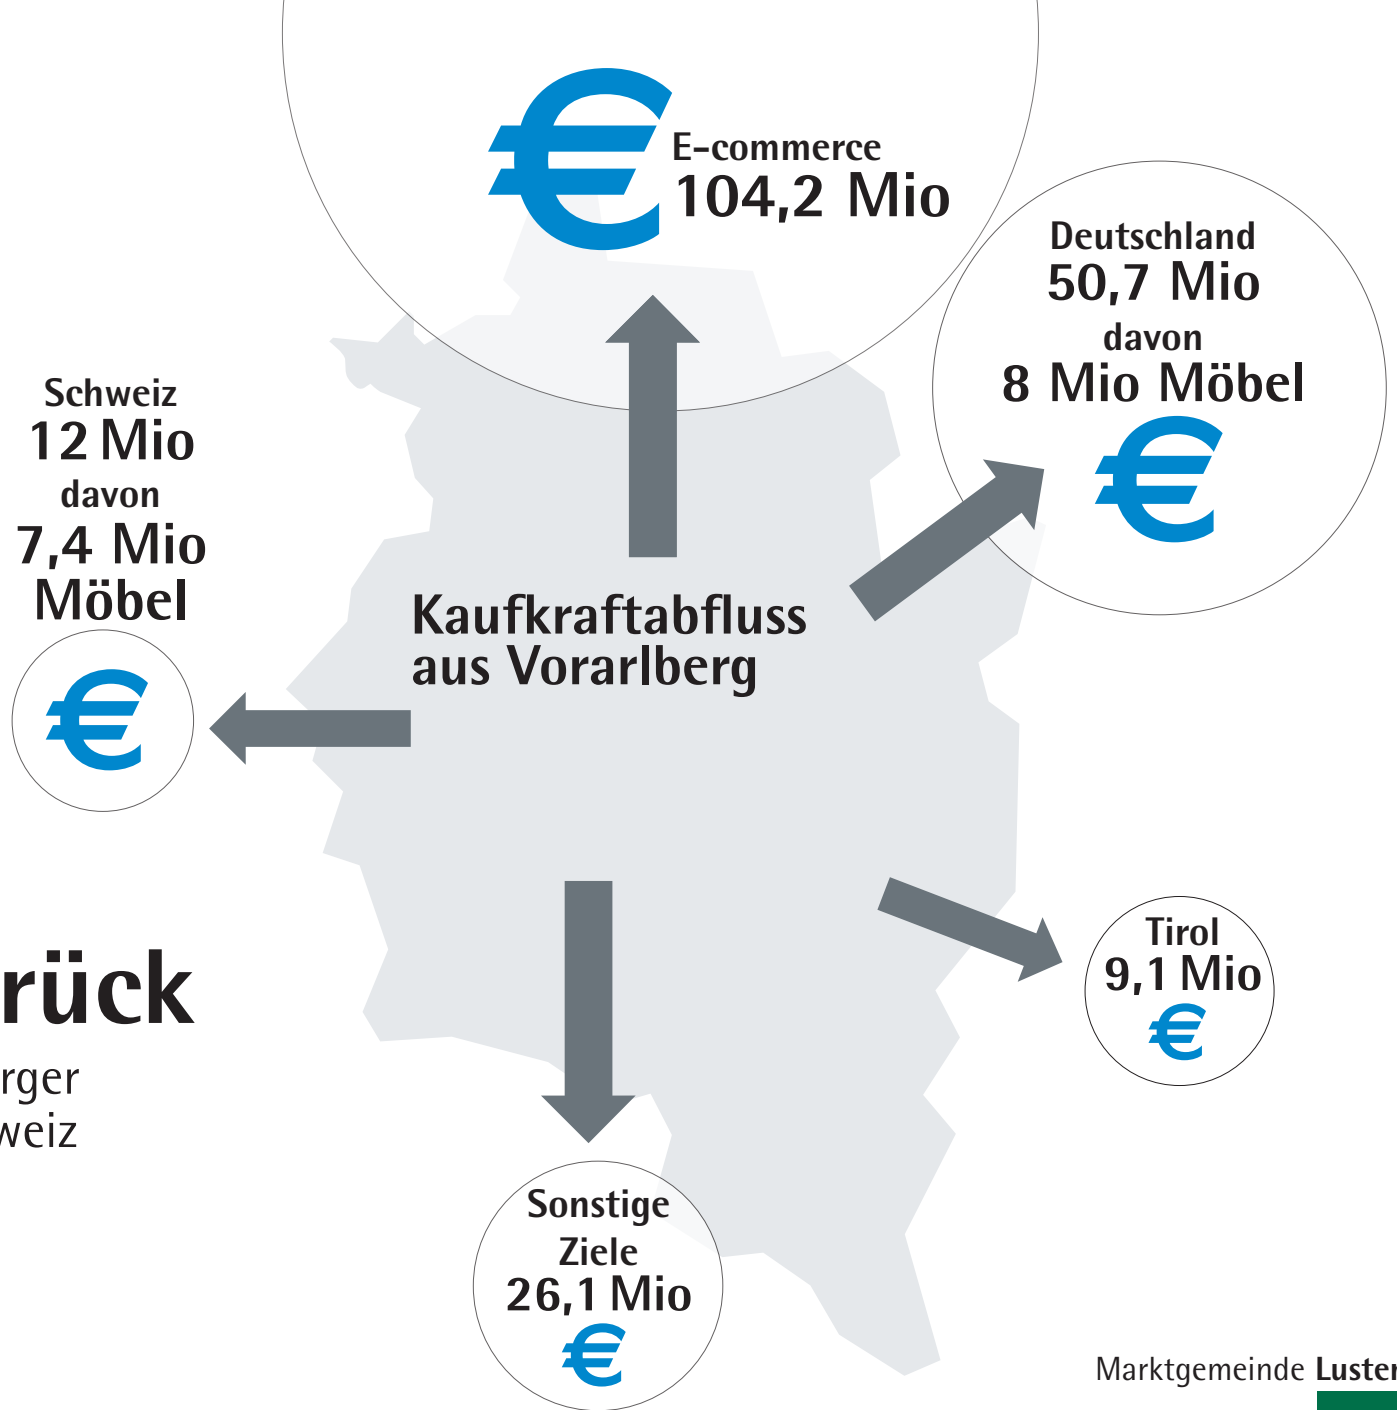 E-commerce
104,2 Mio
Deutschland
50,7 Mio
davon
8 Mio Möbel
€
Schweiz
12 Mio
davon
7,4 Mio
Möbel
€
Kaufkraftabfluss
aus Vorarlberg
Tirol
9,1 Mio
€
rück
rger
weiz
Sonstige
Ziele
26,1 Mio
€
Marktgemeinde Luster
€